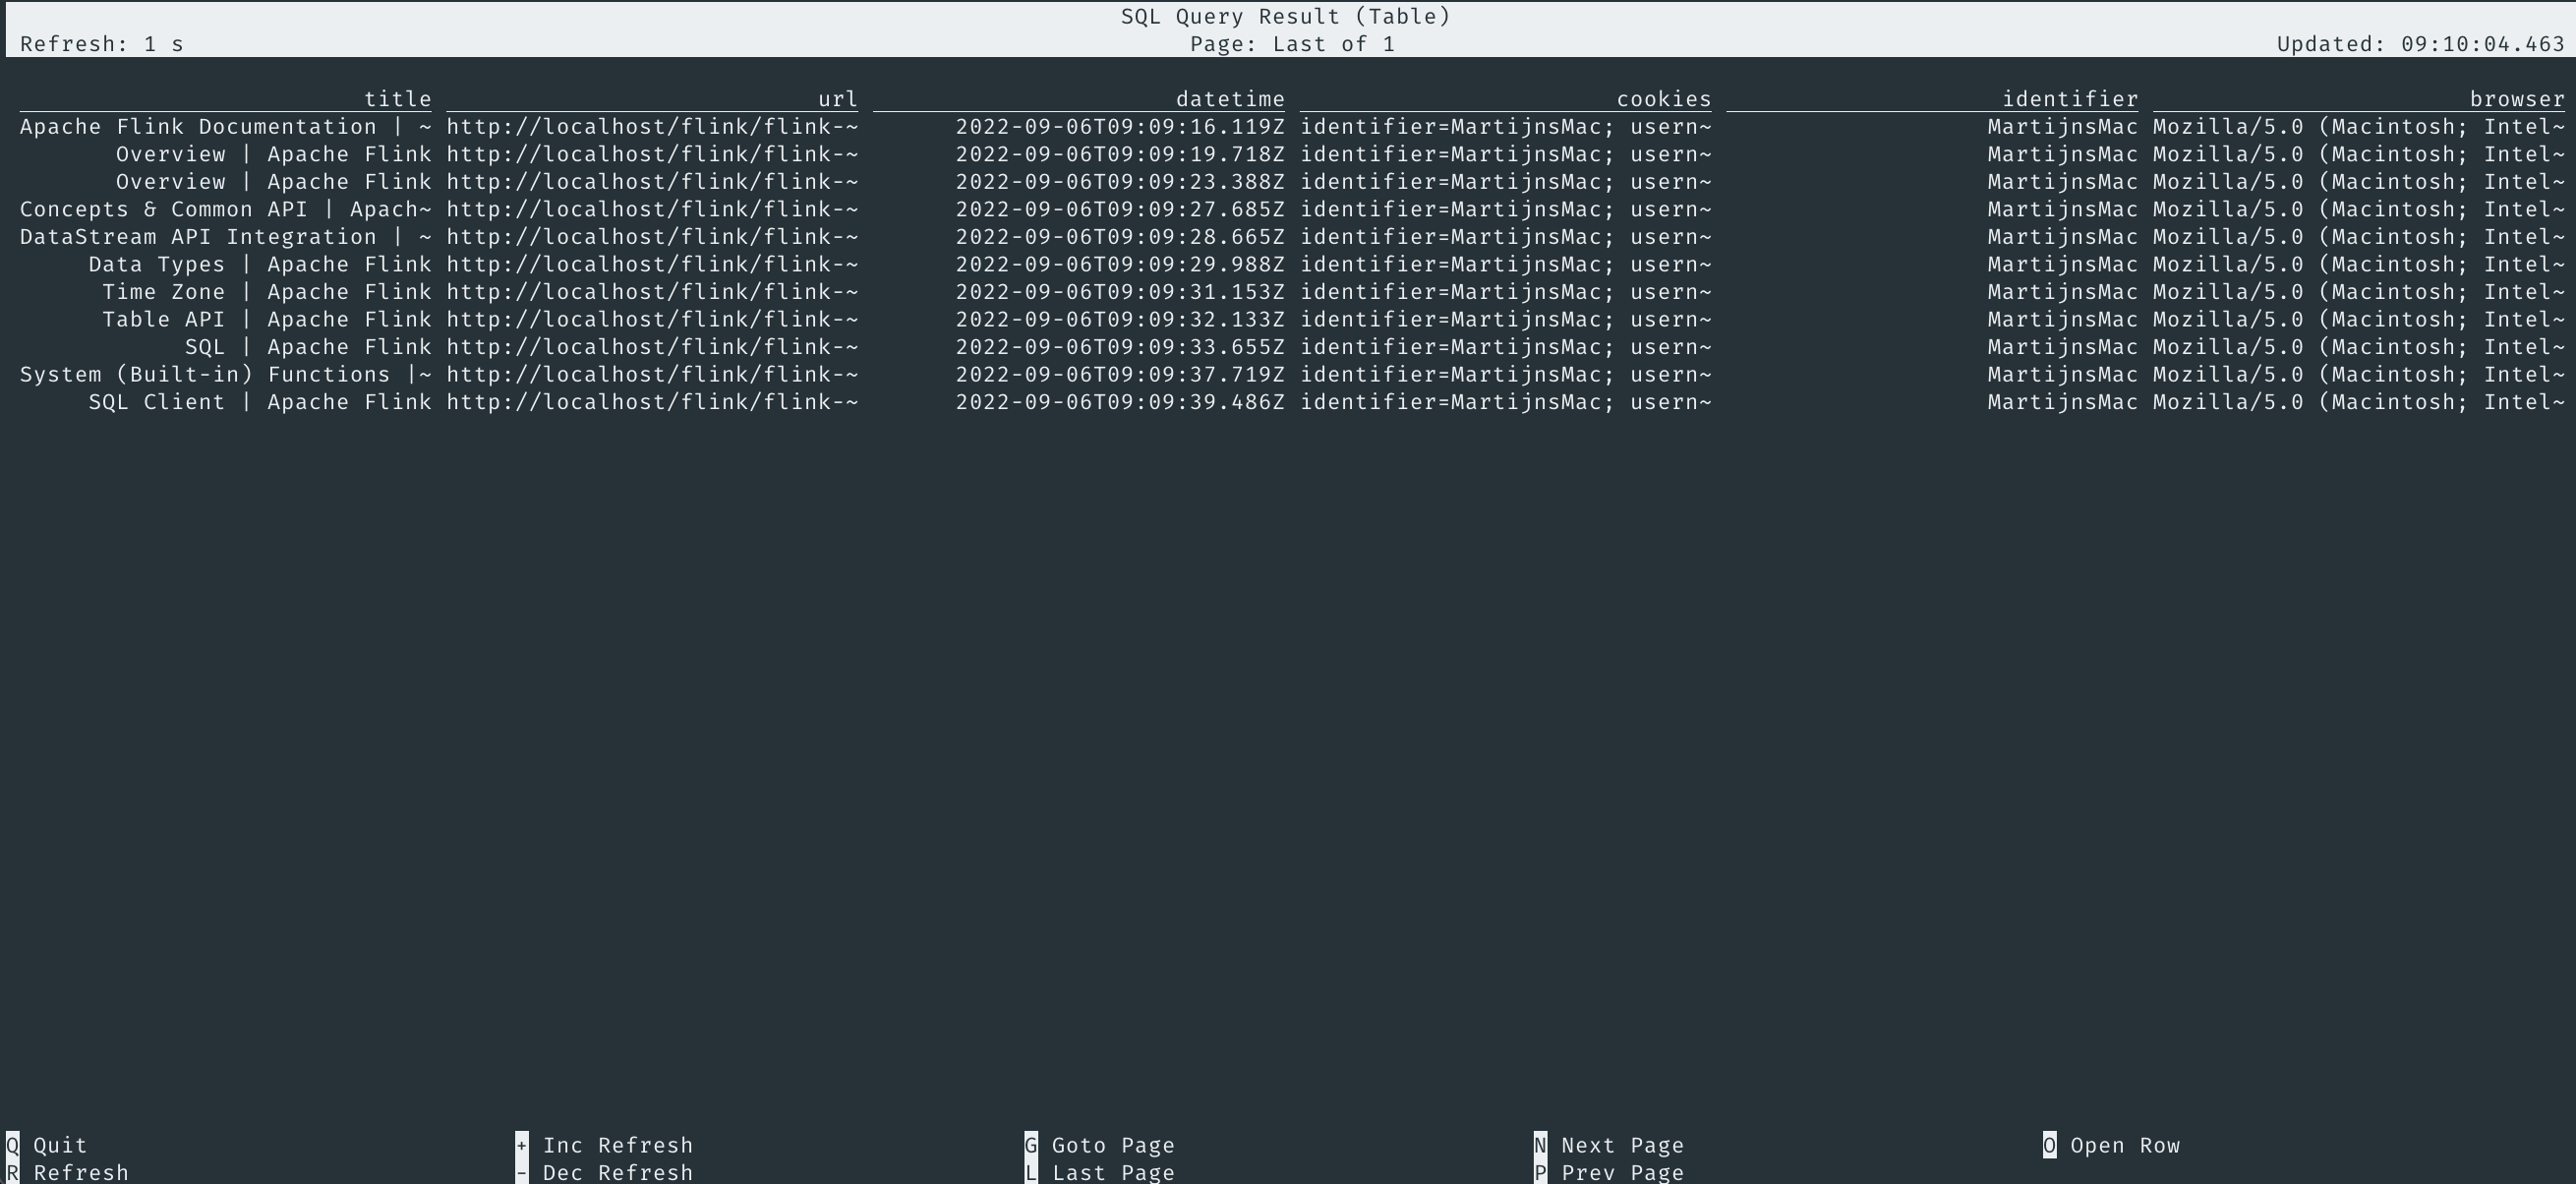 SQL Query Result (Table)
Refresh: 1 s Page: Last of 1 Updated: 09:10:04.463
title url datetime cookies identifier browser
Apache Flink Documentation | ~ http://localhost/flink/flink-~ 2022-09-06T09:09:16.119Z identifier=MartijnsMac; usern~ MartijnsMac Mozilla/5.0 (Macintosh; Intel~
Overview | Apache Flink http://localhost/flink/flink-~ 2022-09-06T09:09:19.718Z identifier=MartijnsMac; usern~ MartijnsMac Mozilla/5.0 (Macintosh; Intel~
Overview | Apache Flink http://localhost/flink/flink-~ 2022-09-06T09:09:23.388Z identifier=MartijnsMac; usern~ MartijnsMac Mozilla/5.0 (Macintosh; Intel~
Concepts & Common API | Apach~ http://localhost/flink/flink-~ 2022-09-06T09:09:27.685Z identifier=MartijnsMac; usern~ MartijnsMac Mozilla/5.0 (Macintosh; Intel~
DataStream API Integration | ~ http://localhost/flink/flink-~ 2022-09-06T09:09:28.665Z identifier=MartijnsMac; usern~ MartijnsMac Mozilla/5.0 (Macintosh; Intel~
Data Types | Apache Flink http://localhost/flink/flink-~ 2022-09-06T09:09:29.988Z identifier=MartijnsMac; usern~ MartijnsMac Mozilla/5.0 (Macintosh; Intel~
Time Zone | Apache Flink http://localhost/flink/flink-~ 2022-09-06T09:09:31.153Z identifier=MartijnsMac; usern~ MartijnsMac Mozilla/5.0 (Macintosh; Intel~
Table API | Apache Flink http://localhost/flink/flink-~ 2022-09-06T09:09:32.133Z identifier=MartijnsMac; usern~ MartijnsMac Mozilla/5.0 (Macintosh; Intel~
SQL | Apache Flink http://localhost/flink/flink-~ 2022-09-06T09:09:33.655Z identifier=MartijnsMac; usern~ MartijnsMac Mozilla/5.0 (Macintosh; Intel~
System (Built-in) Functions |~ http://localhost/flink/flink-~ 2022-09-06T09:09:37.719Z identifier=MartijnsMac; usern~ MartijnsMac Mozilla/5.0 (Macintosh; Intel~
SQL Client | Apache Flink http://localhost/flink/flink-~ 2022-09-06T09:09:39.486Z identifier=MartijnsMac; usern~ MartijnsMac Mozilla/5.0 (Macintosh; Intel~
Q Quit + Inc Refresh G Goto Page N Next Page O Open Row
R Refresh - Dec Refresh L Last Page P Prev Page